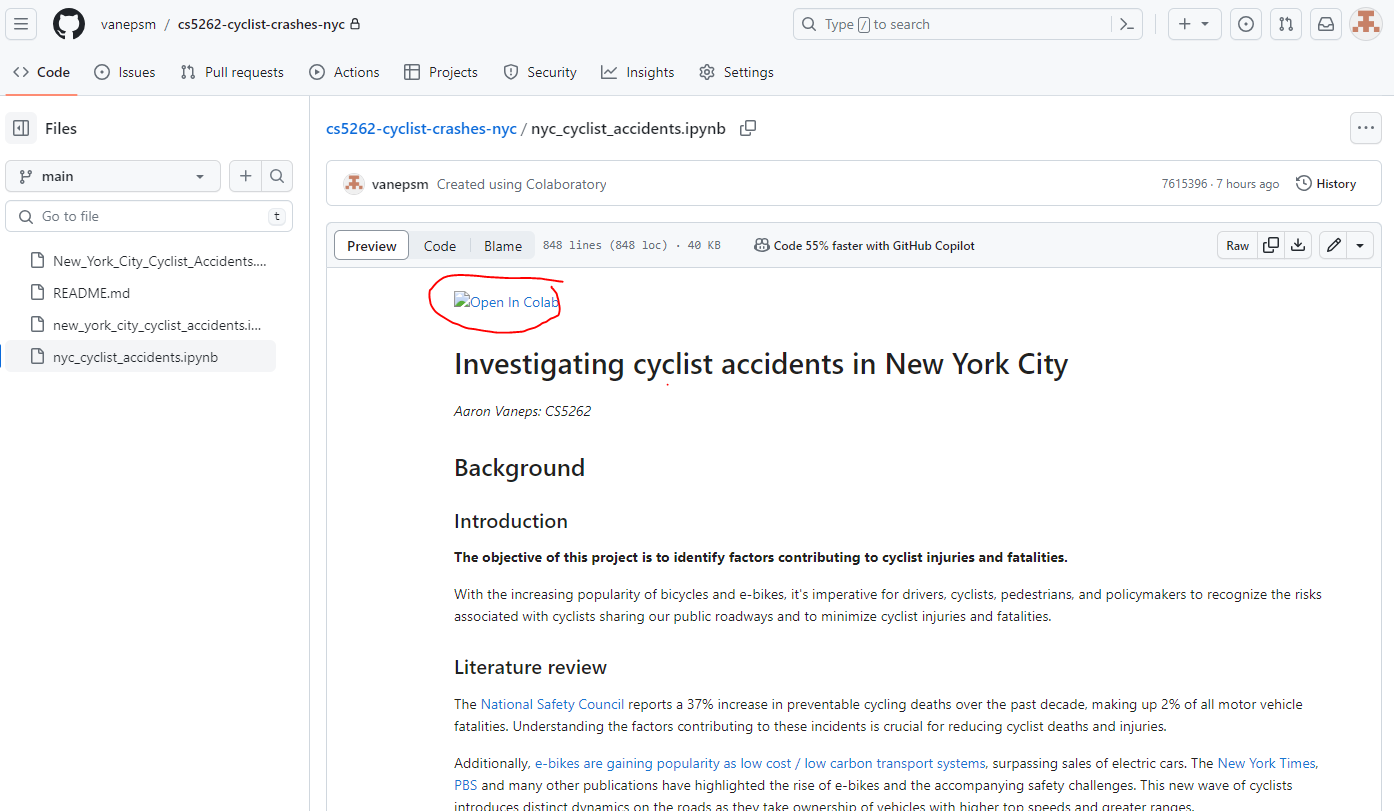 vanepsm / cs5262-cyclist-crashes-nyc
Type / to search
Code Issues Pull requests Actions Projects Security Insights Settings
Files
main
Go to file t
New_York_City_Cyclist_Accidents....
README.md
new_york_city_cyclist_accidents.i...
nyc_cyclist_accidents.ipynb
cs5262-cyclist-crashes-nyc / nyc_cyclist_accidents.ipynb
vanepsm Created using Colaboratory 7615396 · 7 hours ago History
Preview Code Blame 848 lines (848 loc) · 40 KB Code 55% faster with GitHub Copilot Raw
Open In Colab
Investigating cyclist accidents in New York City
Aaron Vaneps: CS5262
Background
Introduction
The objective of this project is to identify factors contributing to cyclist injuries and fatalities.
With the increasing popularity of bicycles and e-bikes, it's imperative for drivers, cyclists, pedestrians, and policymakers to recognize the risks
associated with cyclists sharing our public roadways and to minimize cyclist injuries and fatalities.
Literature review
The National Safety Council reports a 37% increase in preventable cycling deaths over the past decade, making up 2% of all motor vehicle
fatalities. Understanding the factors contributing to these incidents is crucial for reducing cyclist deaths and injuries.
Additionally, e-bikes are gaining popularity as low cost / low carbon transport systems, surpassing sales of electric cars. The New York Times,
PBS and many other publications have highlighted the rise of e-bikes and the accompanying safety challenges. This new wave of cyclists
introduces distinct dynamics on the roads as they take ownership of vehicles with higher top speeds and greater ranges.